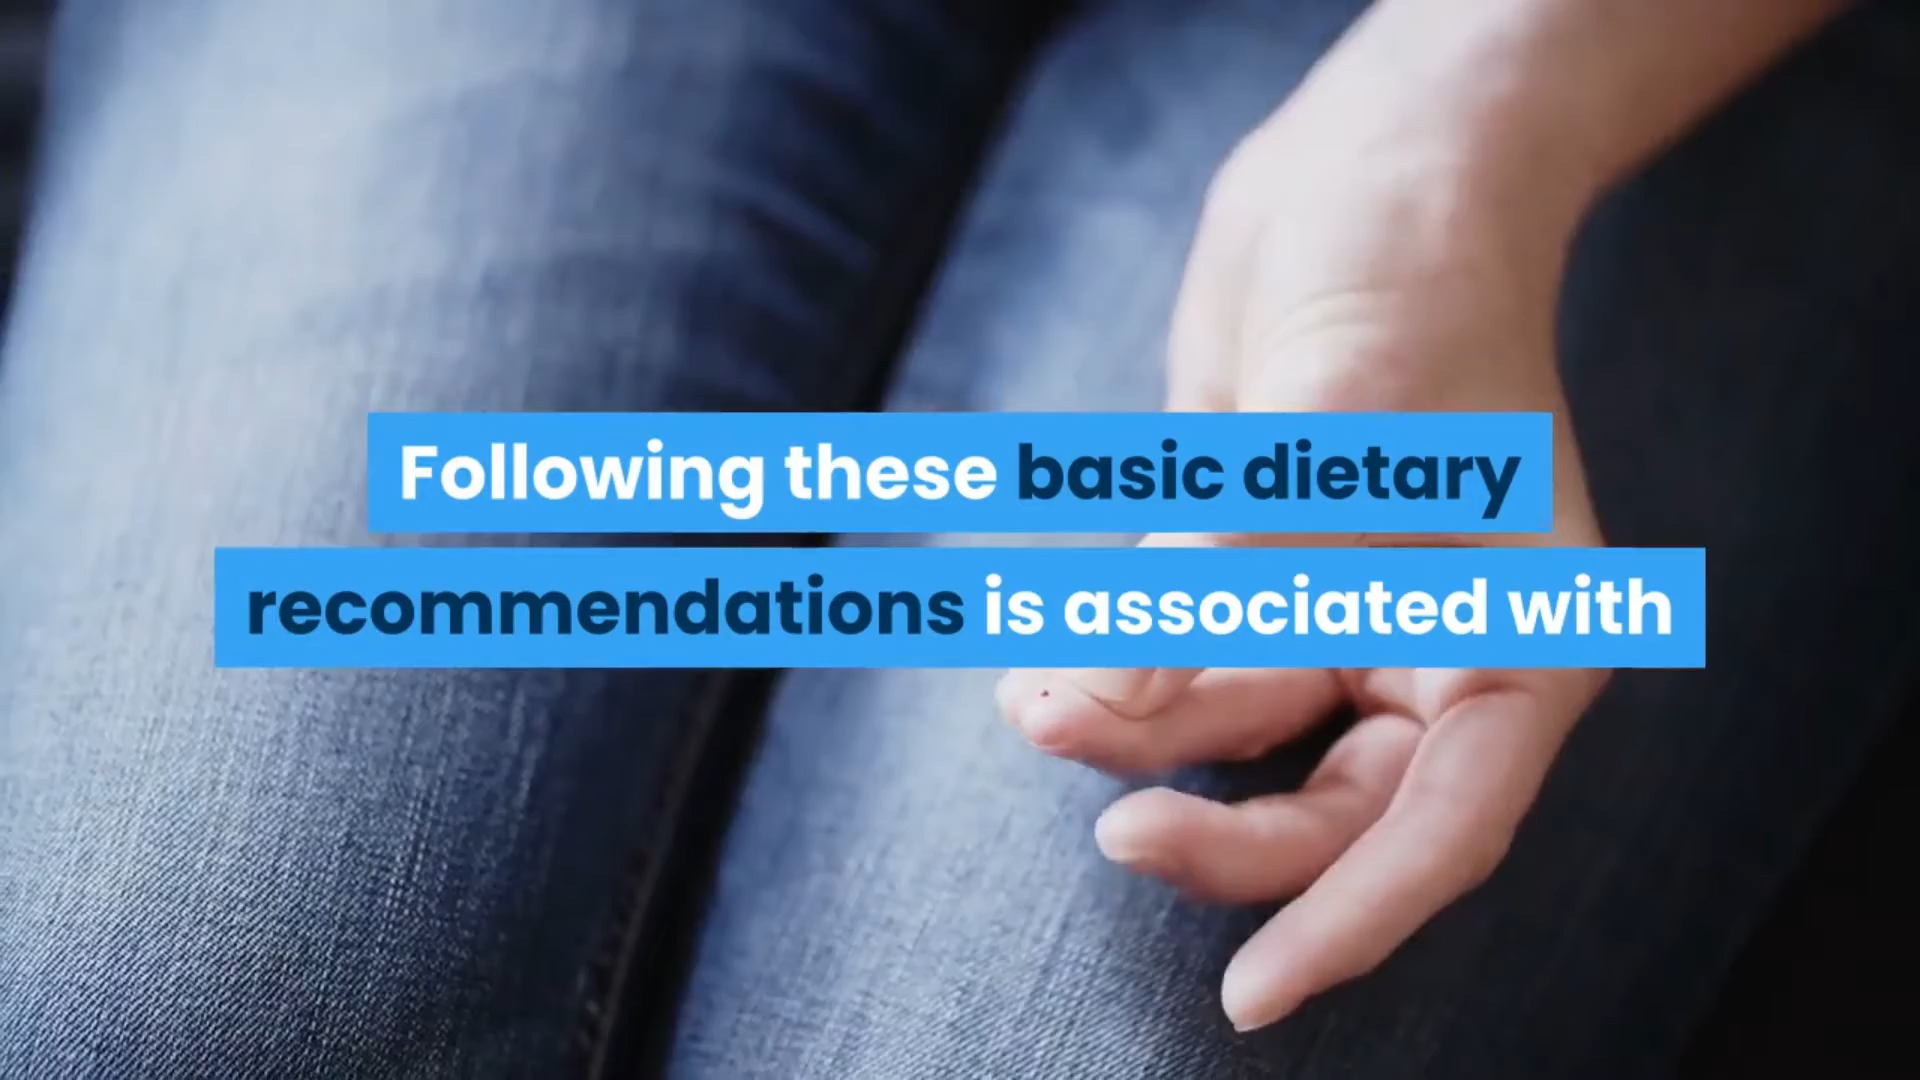 Following these basic dietary
recommendations is associated with